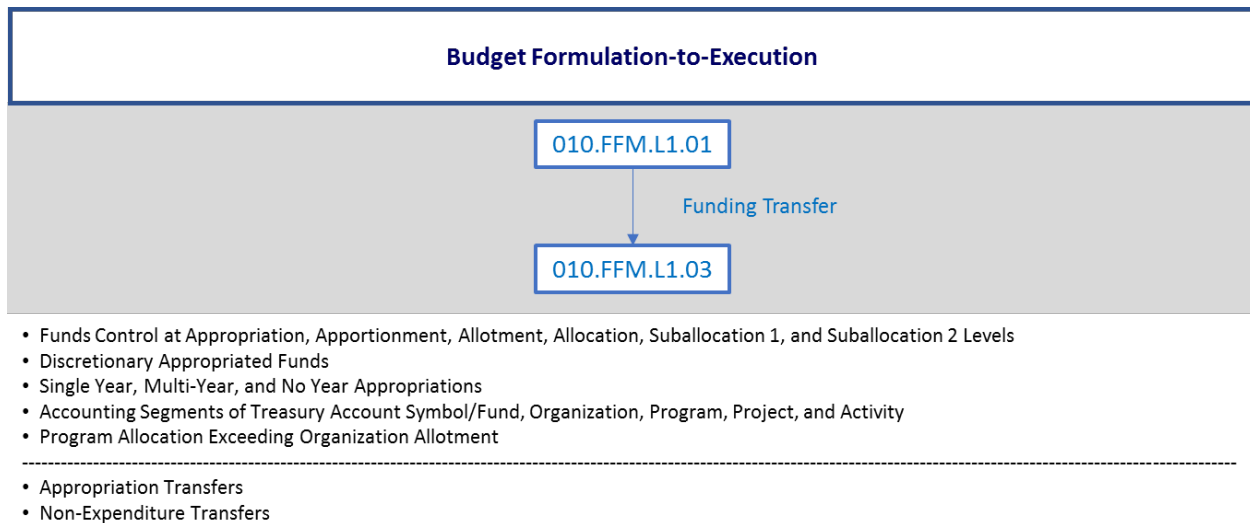 Budget Formulation-to-Execution
010.FFM.L1.01
Funding Transfer
010.FFM.L1.03
• Funds Control at Appropriation, Apportionment, Allotment, Allocation, Suballocation 1, and Suballocation 2 Levels
• Discretionary Appropriated Funds
• Single Year, Multi-Year, and No Year Appropriations
• Accounting Segments of Treasury Account Symbol/Fund, Organization, Program, Project, and Activity
• Program Allocation Exceeding Organization Allotment
• Appropriation Transfers
• Non-Expenditure Transfers